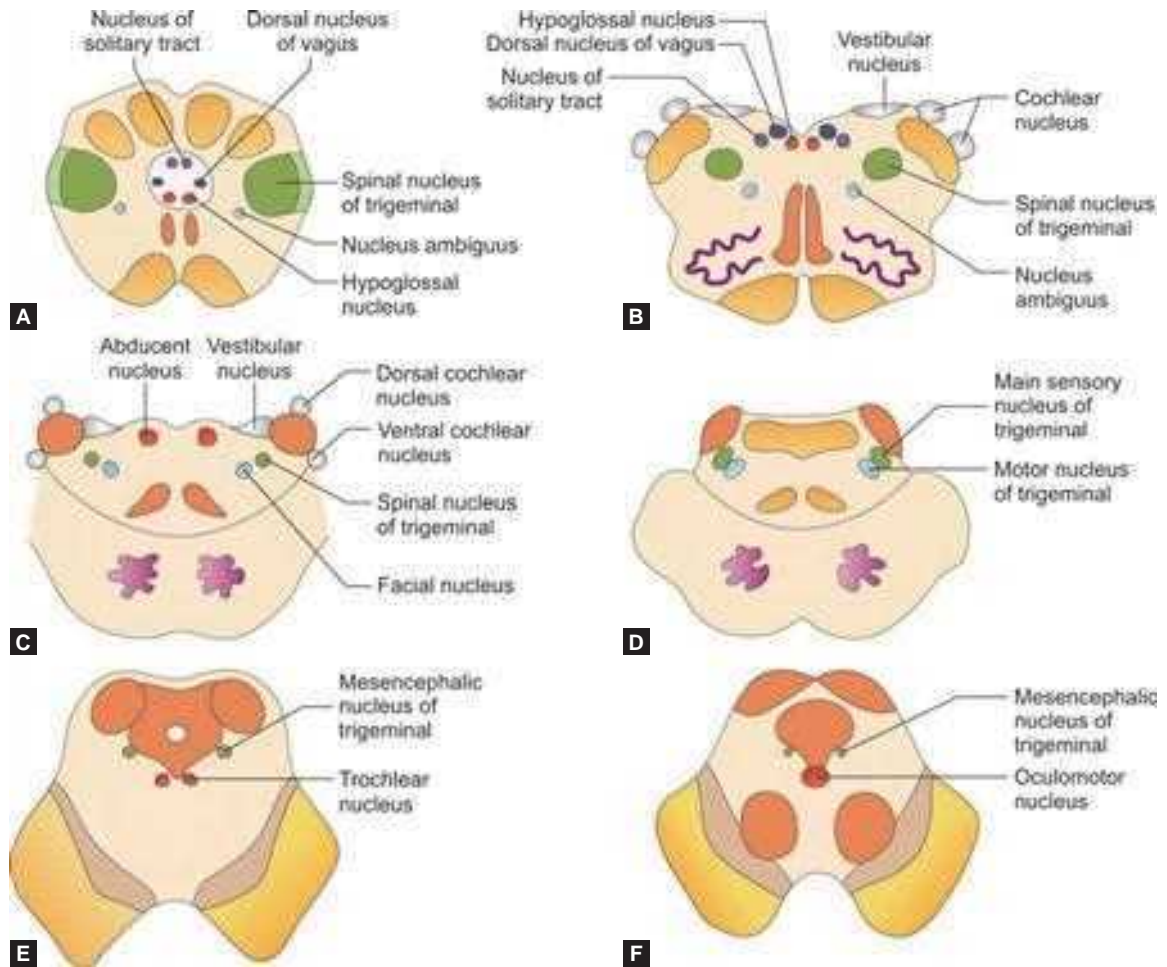 Nucleus of
solitary tract
Dorsal nucleus
of vagus
Spinal nucleus
of trigeminal
Nucleus ambiguus
Hypoglossal
nucleus
A
Hypoglossal nucleus
Dorsal nucleus of vagus
Nucleus of
solitary tract
Vestibular
nucleus
Cochlear
nucleus
Spinal nucleus
of trigeminal
Nucleus
ambiguus
B
Abducent
nucleus
Vestibular
nucleus
Dorsal cochlear
nucleus
Ventral cochlear
nucleus
Spinal nucleus
of trigeminal
Facial nucleus
C
Main sensory
nucleus of
trigeminal
Motor nucleus
of trigeminal
D
Mesencephalic
nucleus of
trigeminal
Trochlear
nucleus
E
Mesencephalic
nucleus of
trigeminal
Oculomotor
nucleus
F